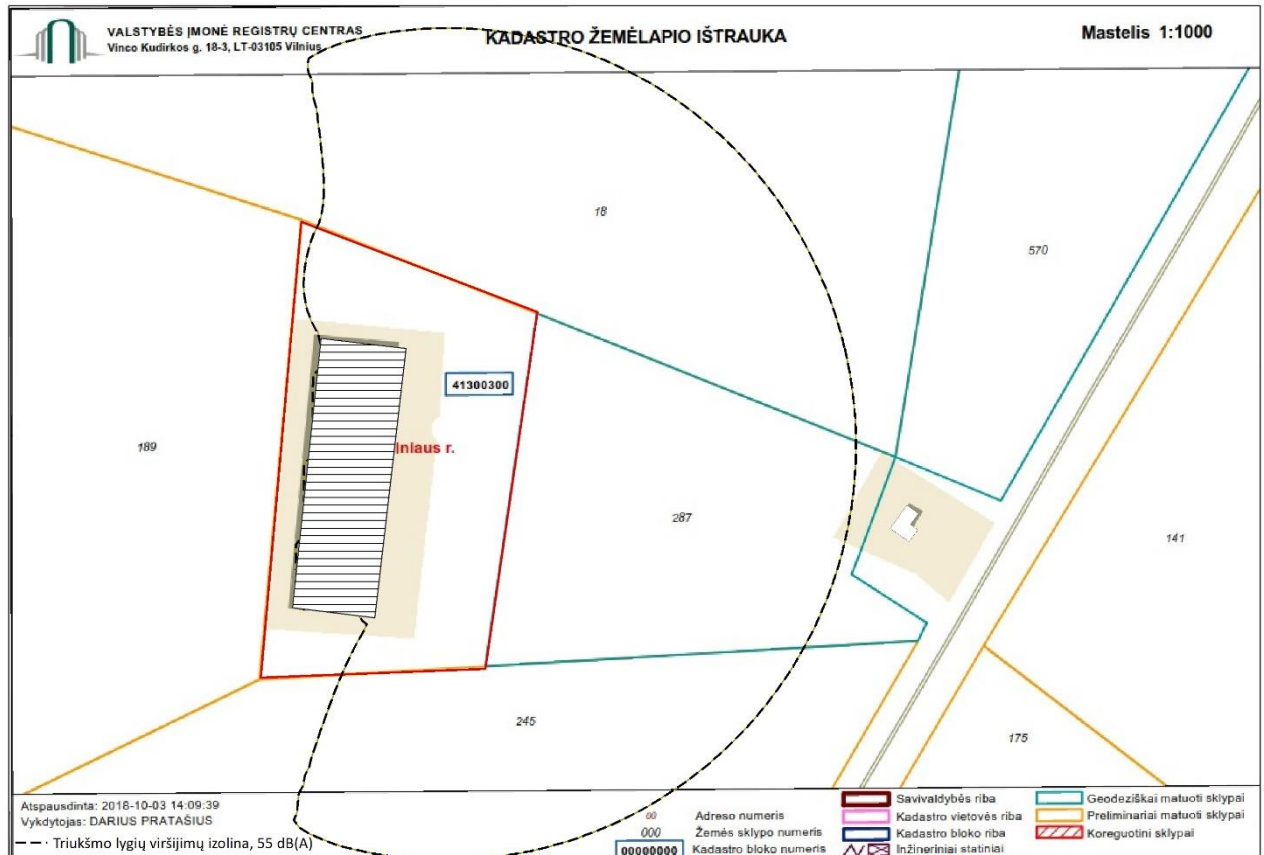 VALSTYBĖS ĮMONĖ REGISTRŲ CENTRAS
Vinco Kudirkos g. 18-3, LT-03105 Vilnius
KADASTRO ŽEMĖLAPIO IŠTRAUKA
Mastelis 1:1000
18
570
41300300
189
lniaus r.
287
141
245
175
Atspausdinta: 2018-10-03 14:09:39
Vykdytojas: DARIUS PRATAŠIUS
Triukšmo lygių viršijimų izolina, 55 dB(A)
00 Adreso numeris
000 Žemės sklypo numeris
00000000 Kadastro bloko numeris
Savivaldybės riba
Kadastro vietovės riba
Kadastro bloko riba
Inžineriniai statiniai
Geodeziškai matuoti sklypai
Preliminariai matuoti sklypai
Koreguotini sklypai